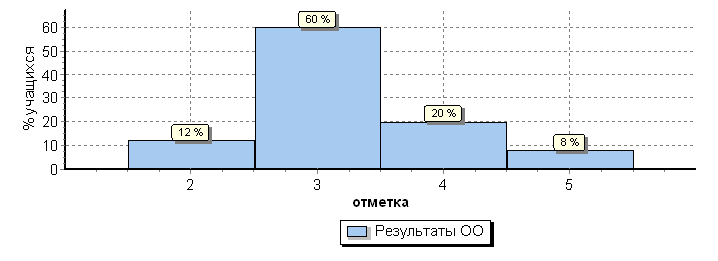 % учащихся
60
50
40
30
20
10
0
12 %
60 %
20 %
8 %
2 3 4 5
отметка
Результаты ОО